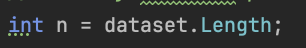 int n = dataset.Length;